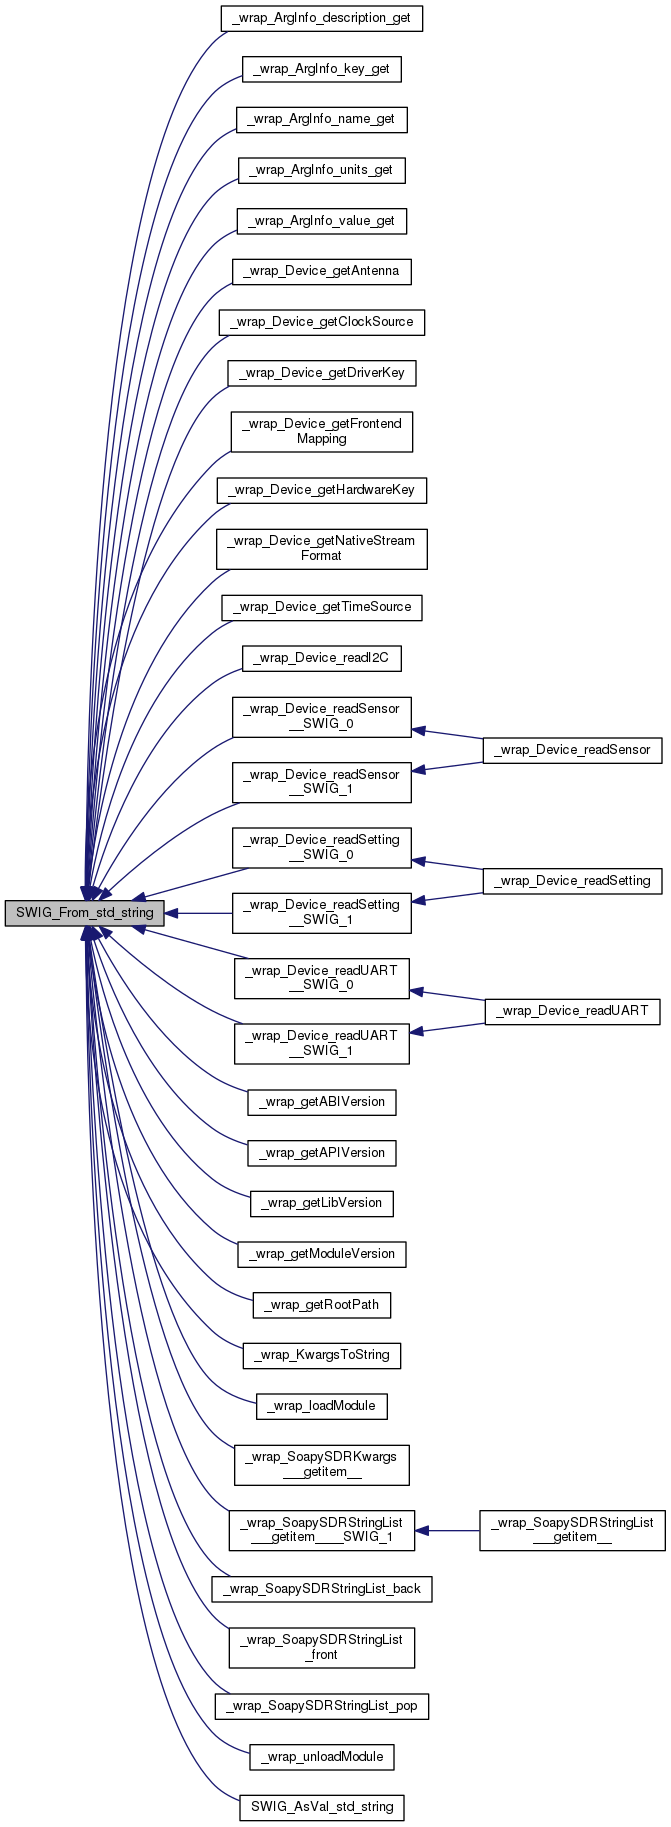 _wrap_ArgInfo_description_get
_wrap_ArgInfo_key_get
_wrap_ArgInfo_name_get
_wrap_ArgInfo_units_get
_wrap_ArgInfo_value_get
_wrap_Device_getAntenna
_wrap_Device_getClockSource
_wrap_Device_getDriverKey
_wrap_Device_getFrontend
Mapping
_wrap_Device_getHardwareKey
_wrap_Device_getNativeStream
Format
_wrap_Device_getTimeSource
_wrap_Device_readI2C
_wrap_Device_readSensor
__SWIG_0
_wrap_Device_readSensor
_wrap_Device_readSensor
__SWIG_1
_wrap_Device_readSetting
__SWIG_0
_wrap_Device_readSetting
_wrap_Device_readSetting
__SWIG_1
SWIG_From_std_string
_wrap_Device_readUART
__SWIG_0
_wrap_Device_readUART
_wrap_Device_readUART
__SWIG_1
_wrap_getABIVersion
_wrap_getAPIVersion
_wrap_getLibVersion
_wrap_getModuleVersion
_wrap_getRootPath
_wrap_KwargsToString
_wrap_loadModule
_wrap_SoapySDRKwargs
___getitem__
_wrap_SoapySDRStringList
___getitem____SWIG_1
_wrap_SoapySDRStringList
___getitem__
_wrap_SoapySDRStringList_back
_wrap_SoapySDRStringList
_front
_wrap_SoapySDRStringList_pop
_wrap_unloadModule
SWIG_AsVal_std_string